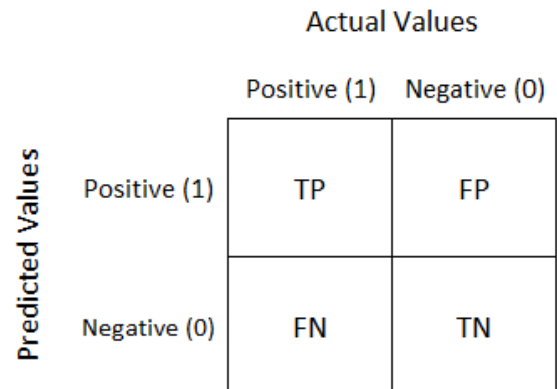 Actual Values
Positive (1) Negative (0)
Predicted Values
Positive (1) TP FP
Negative (0) FN TN